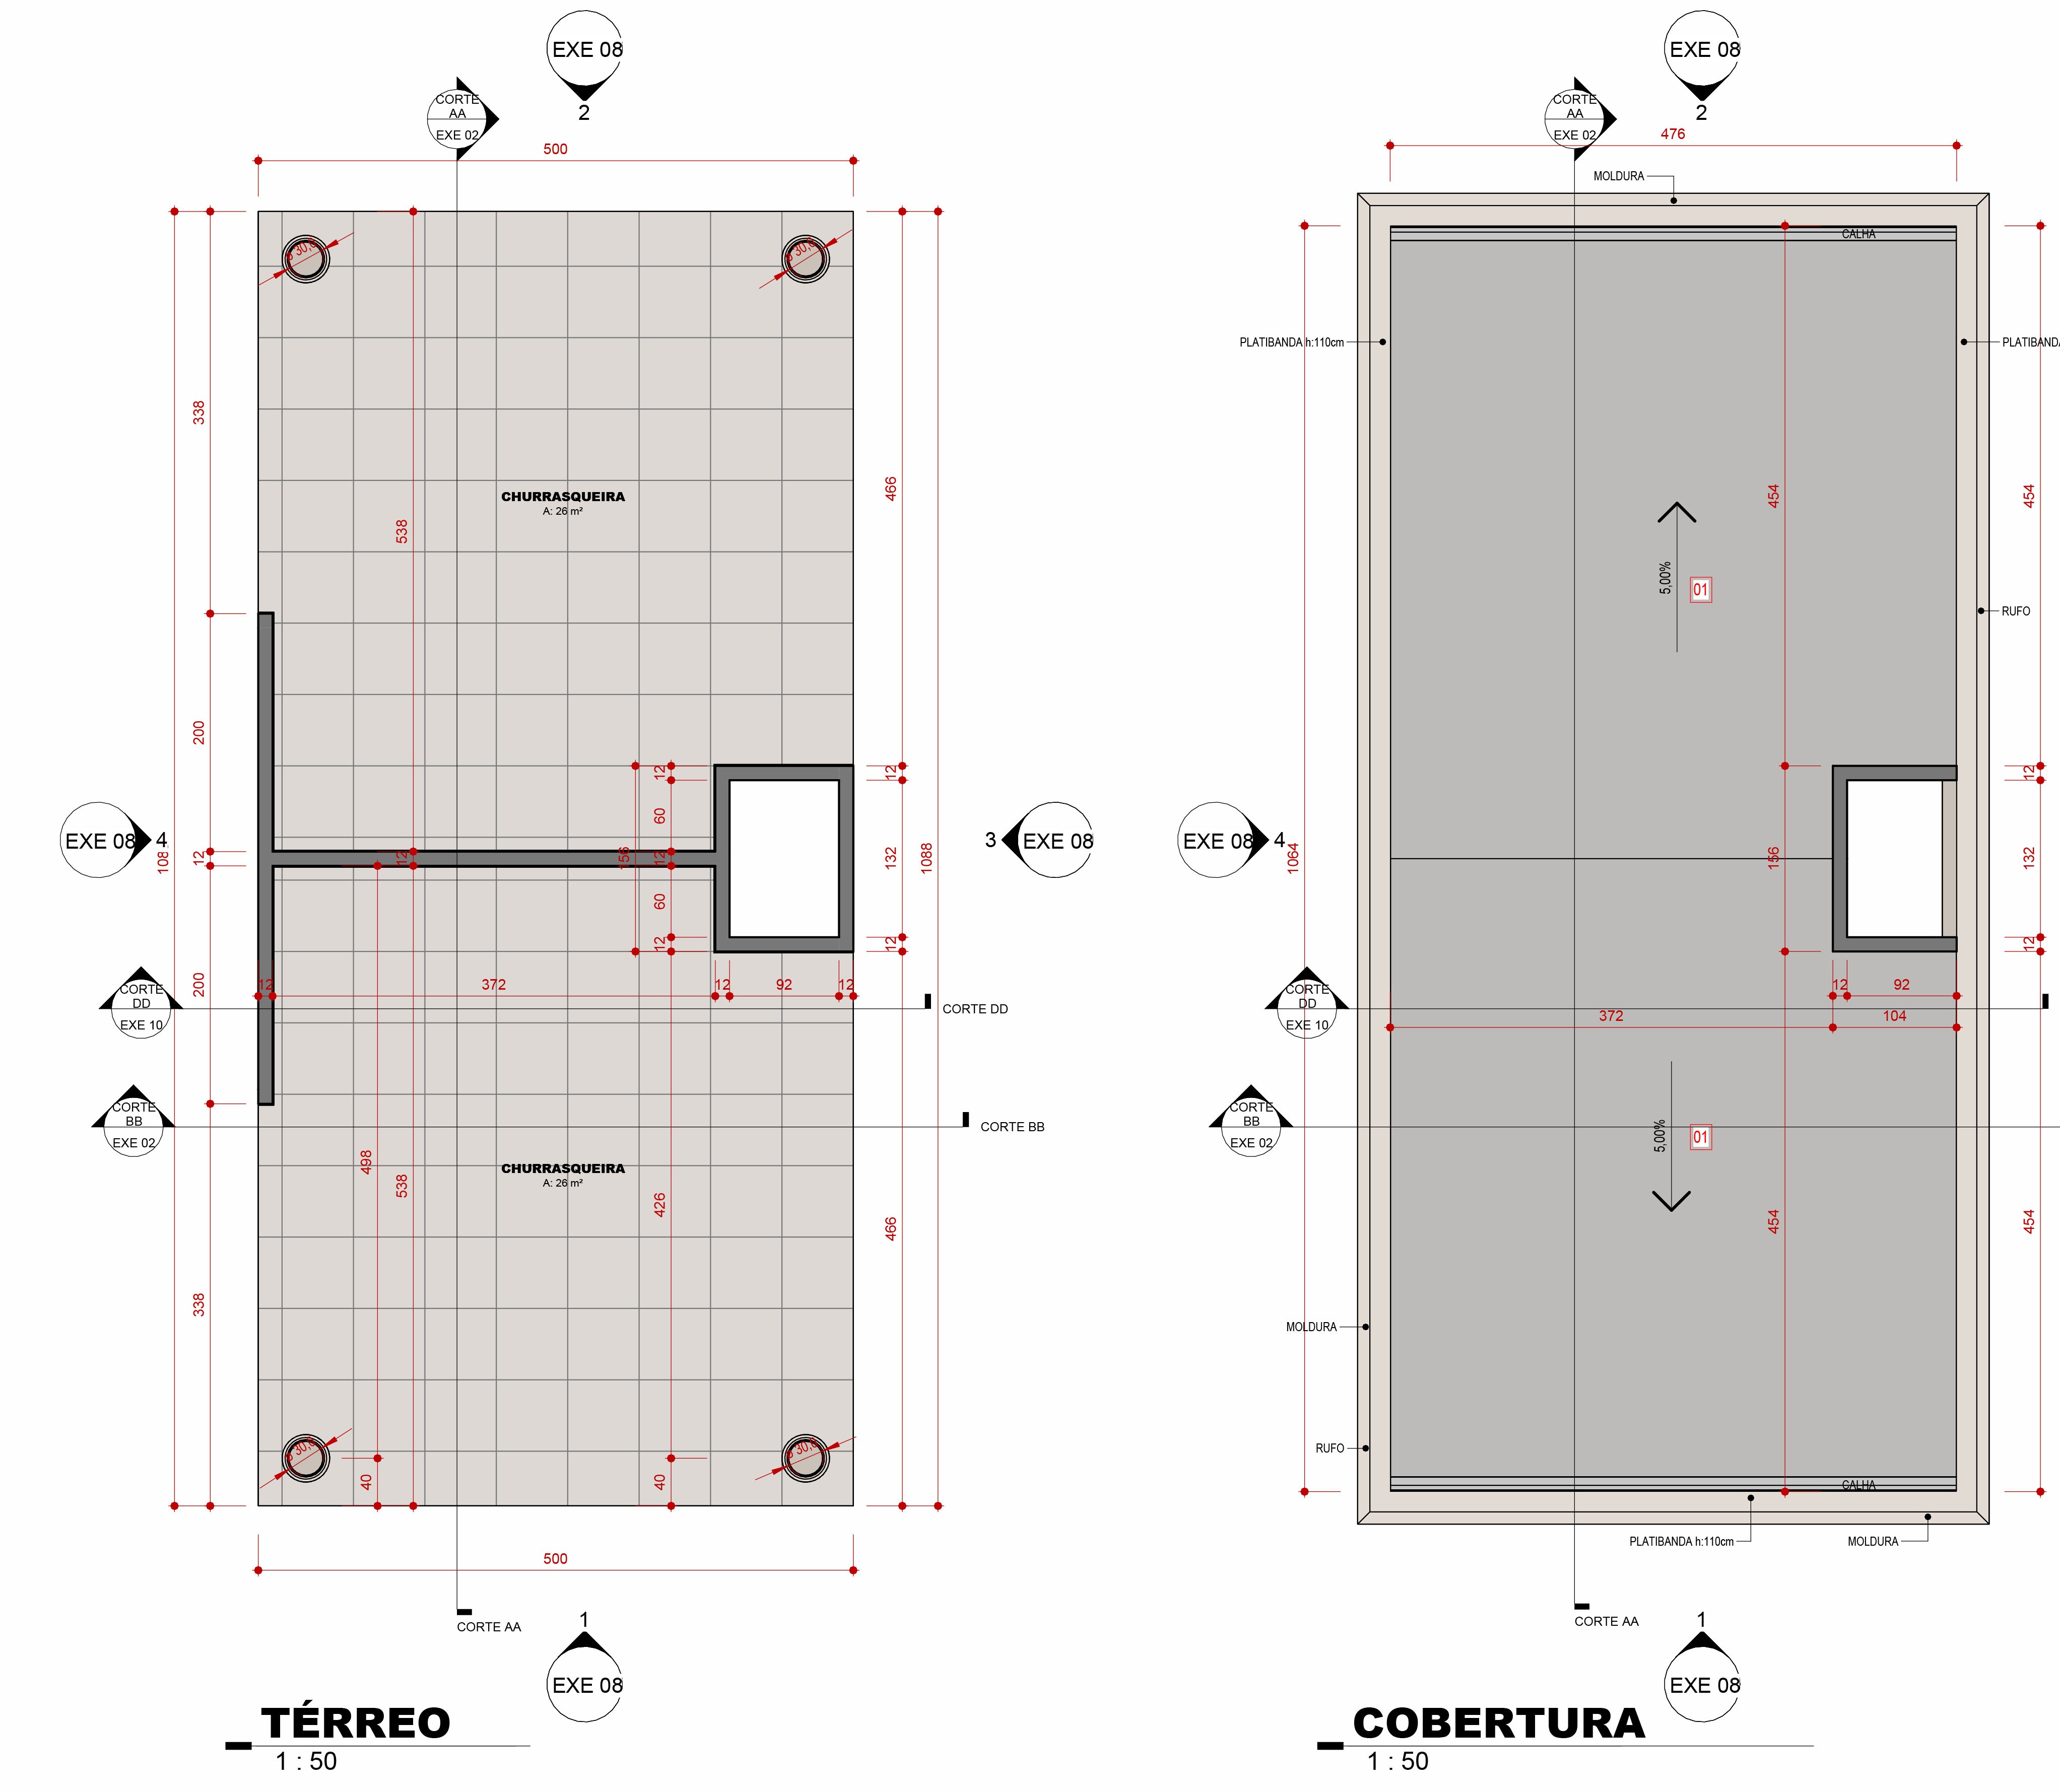 EXE 08
2
CORTE
AA
EXE 02
500
338
538
466
CHURRASQUEIRA
A: 26 m²
200
12
60
12
12
156
12
12
132
1088
EXE 08
4
108
12
60
12
12
3
EXE 08
200
12
372
12
92
12
CORTE
DD
EXE 10
CORTE DD
CORTE
BB
EXE 02
CORTE BB
CHURRASQUEIRA
A: 26 m²
498
538
426
466
338
40
40
500
CORTE AA
1
EXE 08
TÉRREO
1 : 50
EXE 08
2
CORTE
AA
EXE 02
476
MOLDURA
CALHA
PLATIBANDA h:110cm
PLATIBANDA
454
454
5,00%
01
RUFO
12
EXE 08
4
1064
156
132
12
12
92
372
104
CORTE
DD
EXE 10
CORTE
BB
EXE 02
5,00%
01
454
454
MOLDURA
RUFO
CALHA
PLATIBANDA h:110cm
MOLDURA
CORTE AA
1
EXE 08
COBERTURA
1 : 50